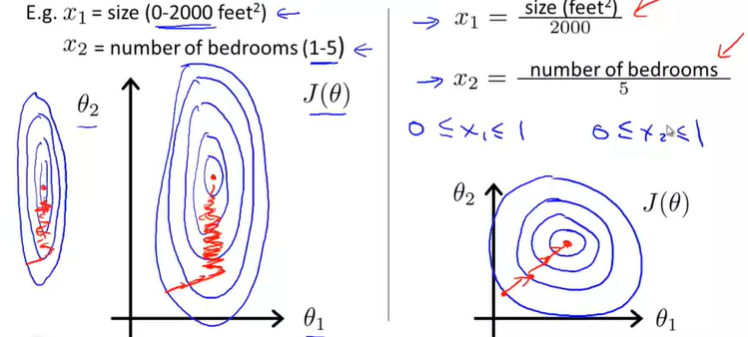 E.g. x₁ = size (0-2000 feet²) ←
x₂ = number of bedrooms (1-5) ←
θ₂
J(θ)
θ₁
→ x₁ = size (feet²) / 2000
→ x₂ = number of bedrooms / 5
0 ≤ x₁ ≤ 1 0 ≤ x₂ ≤ 1
θ₂
J(θ)
θ₁